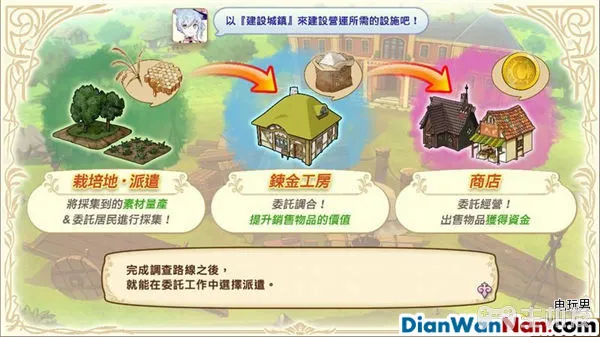 以『建設城鎮』來建設營運所需的設施吧！
栽培地・派遣
將採集到的素材量產
＆委託居民進行採集！
鍊金工房
委託調合！
提升銷售物品的價值
商店
委託經營！
出售物品獲得資金
完成調查路線之後，
就能在委託工作中選擇派遣。
电玩男
DianWanNan.com